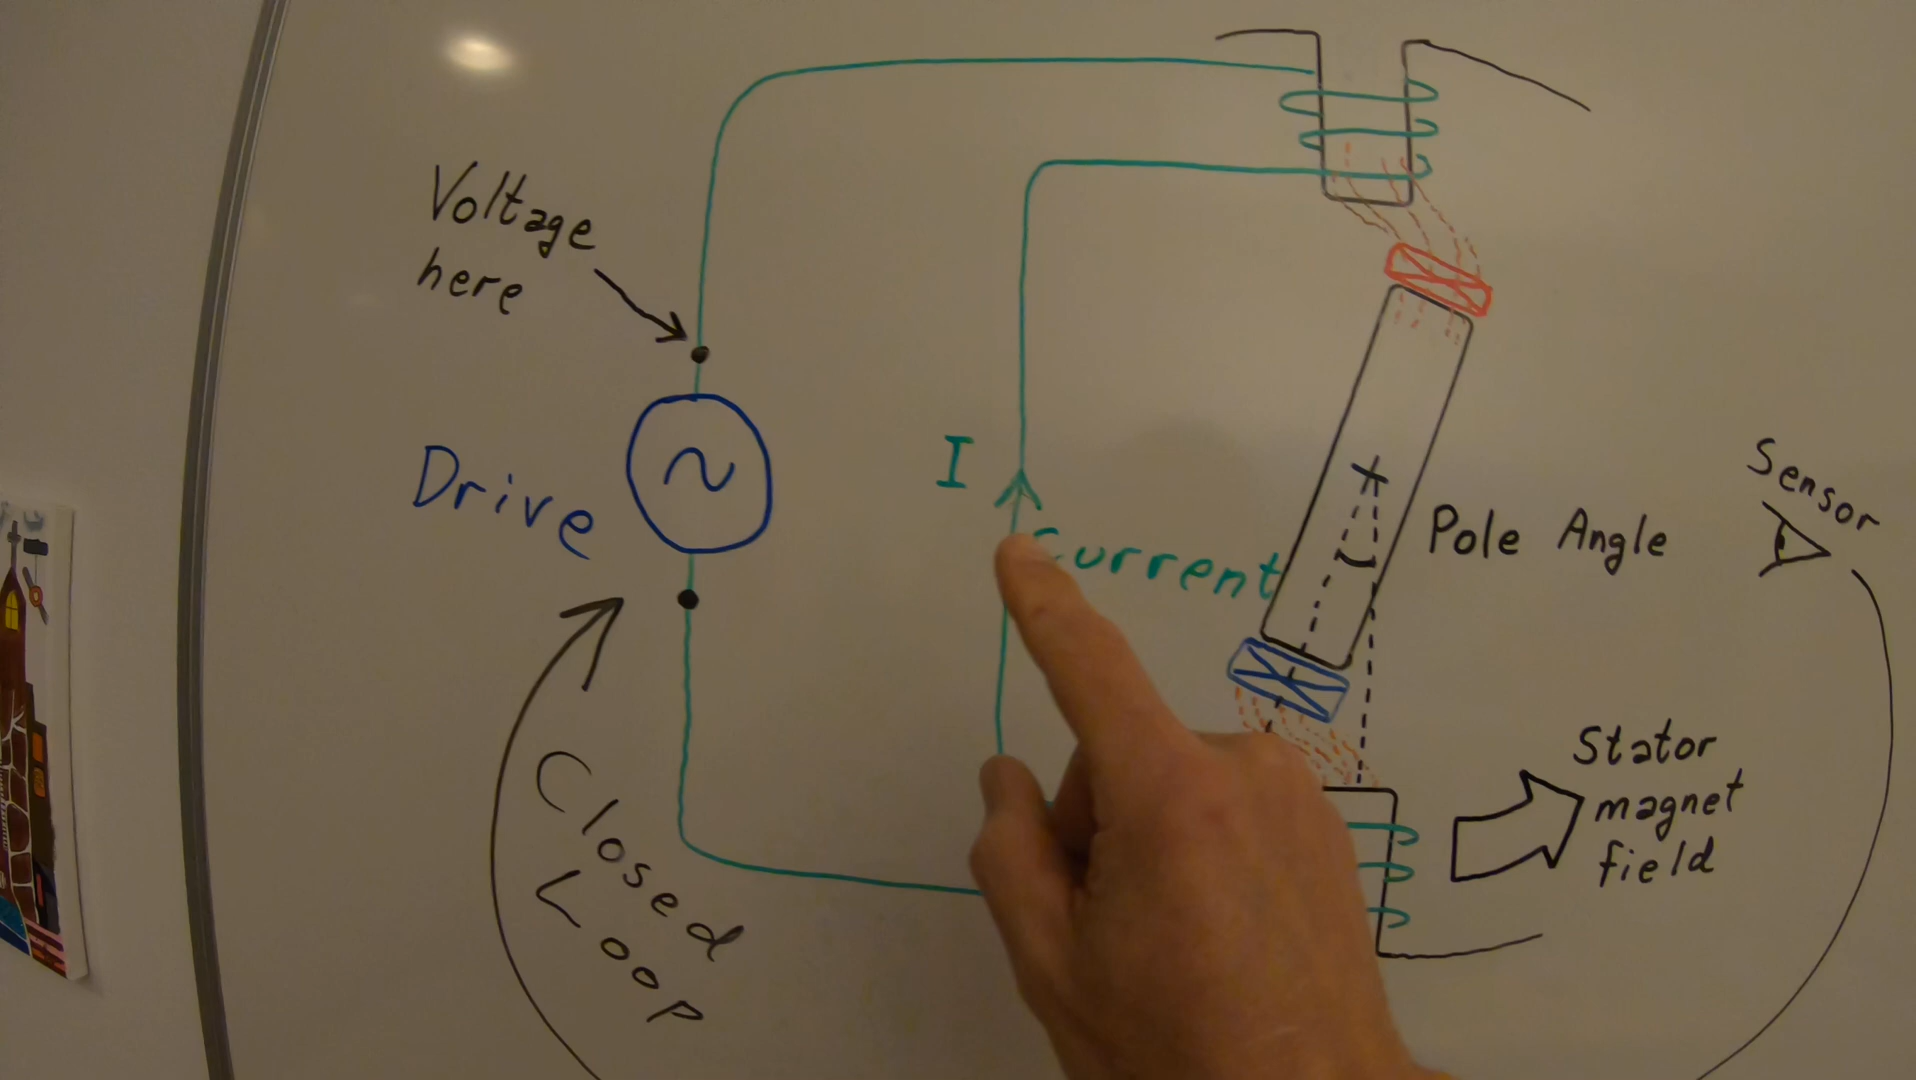 Voltage
here
Drive
I
Current
Pole Angle
Sensor
Stator
magnet
field
Closed
Loop